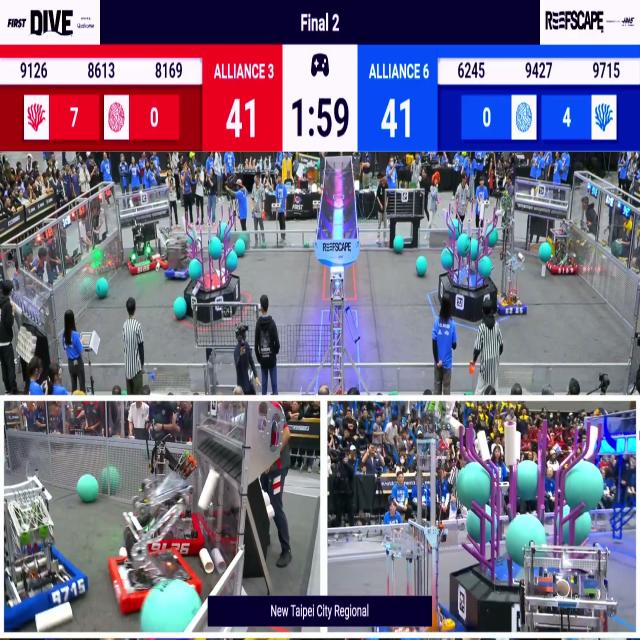 FIRST DIVE
Final 2
REEFSCAPE
9126 8613 8169
ALLIANCE 3
41
7 0
1:59
ALLIANCE 6
41
6245 9427 9715
0 4
REEFSCAPE
9715
9126
New Taipei City Regional